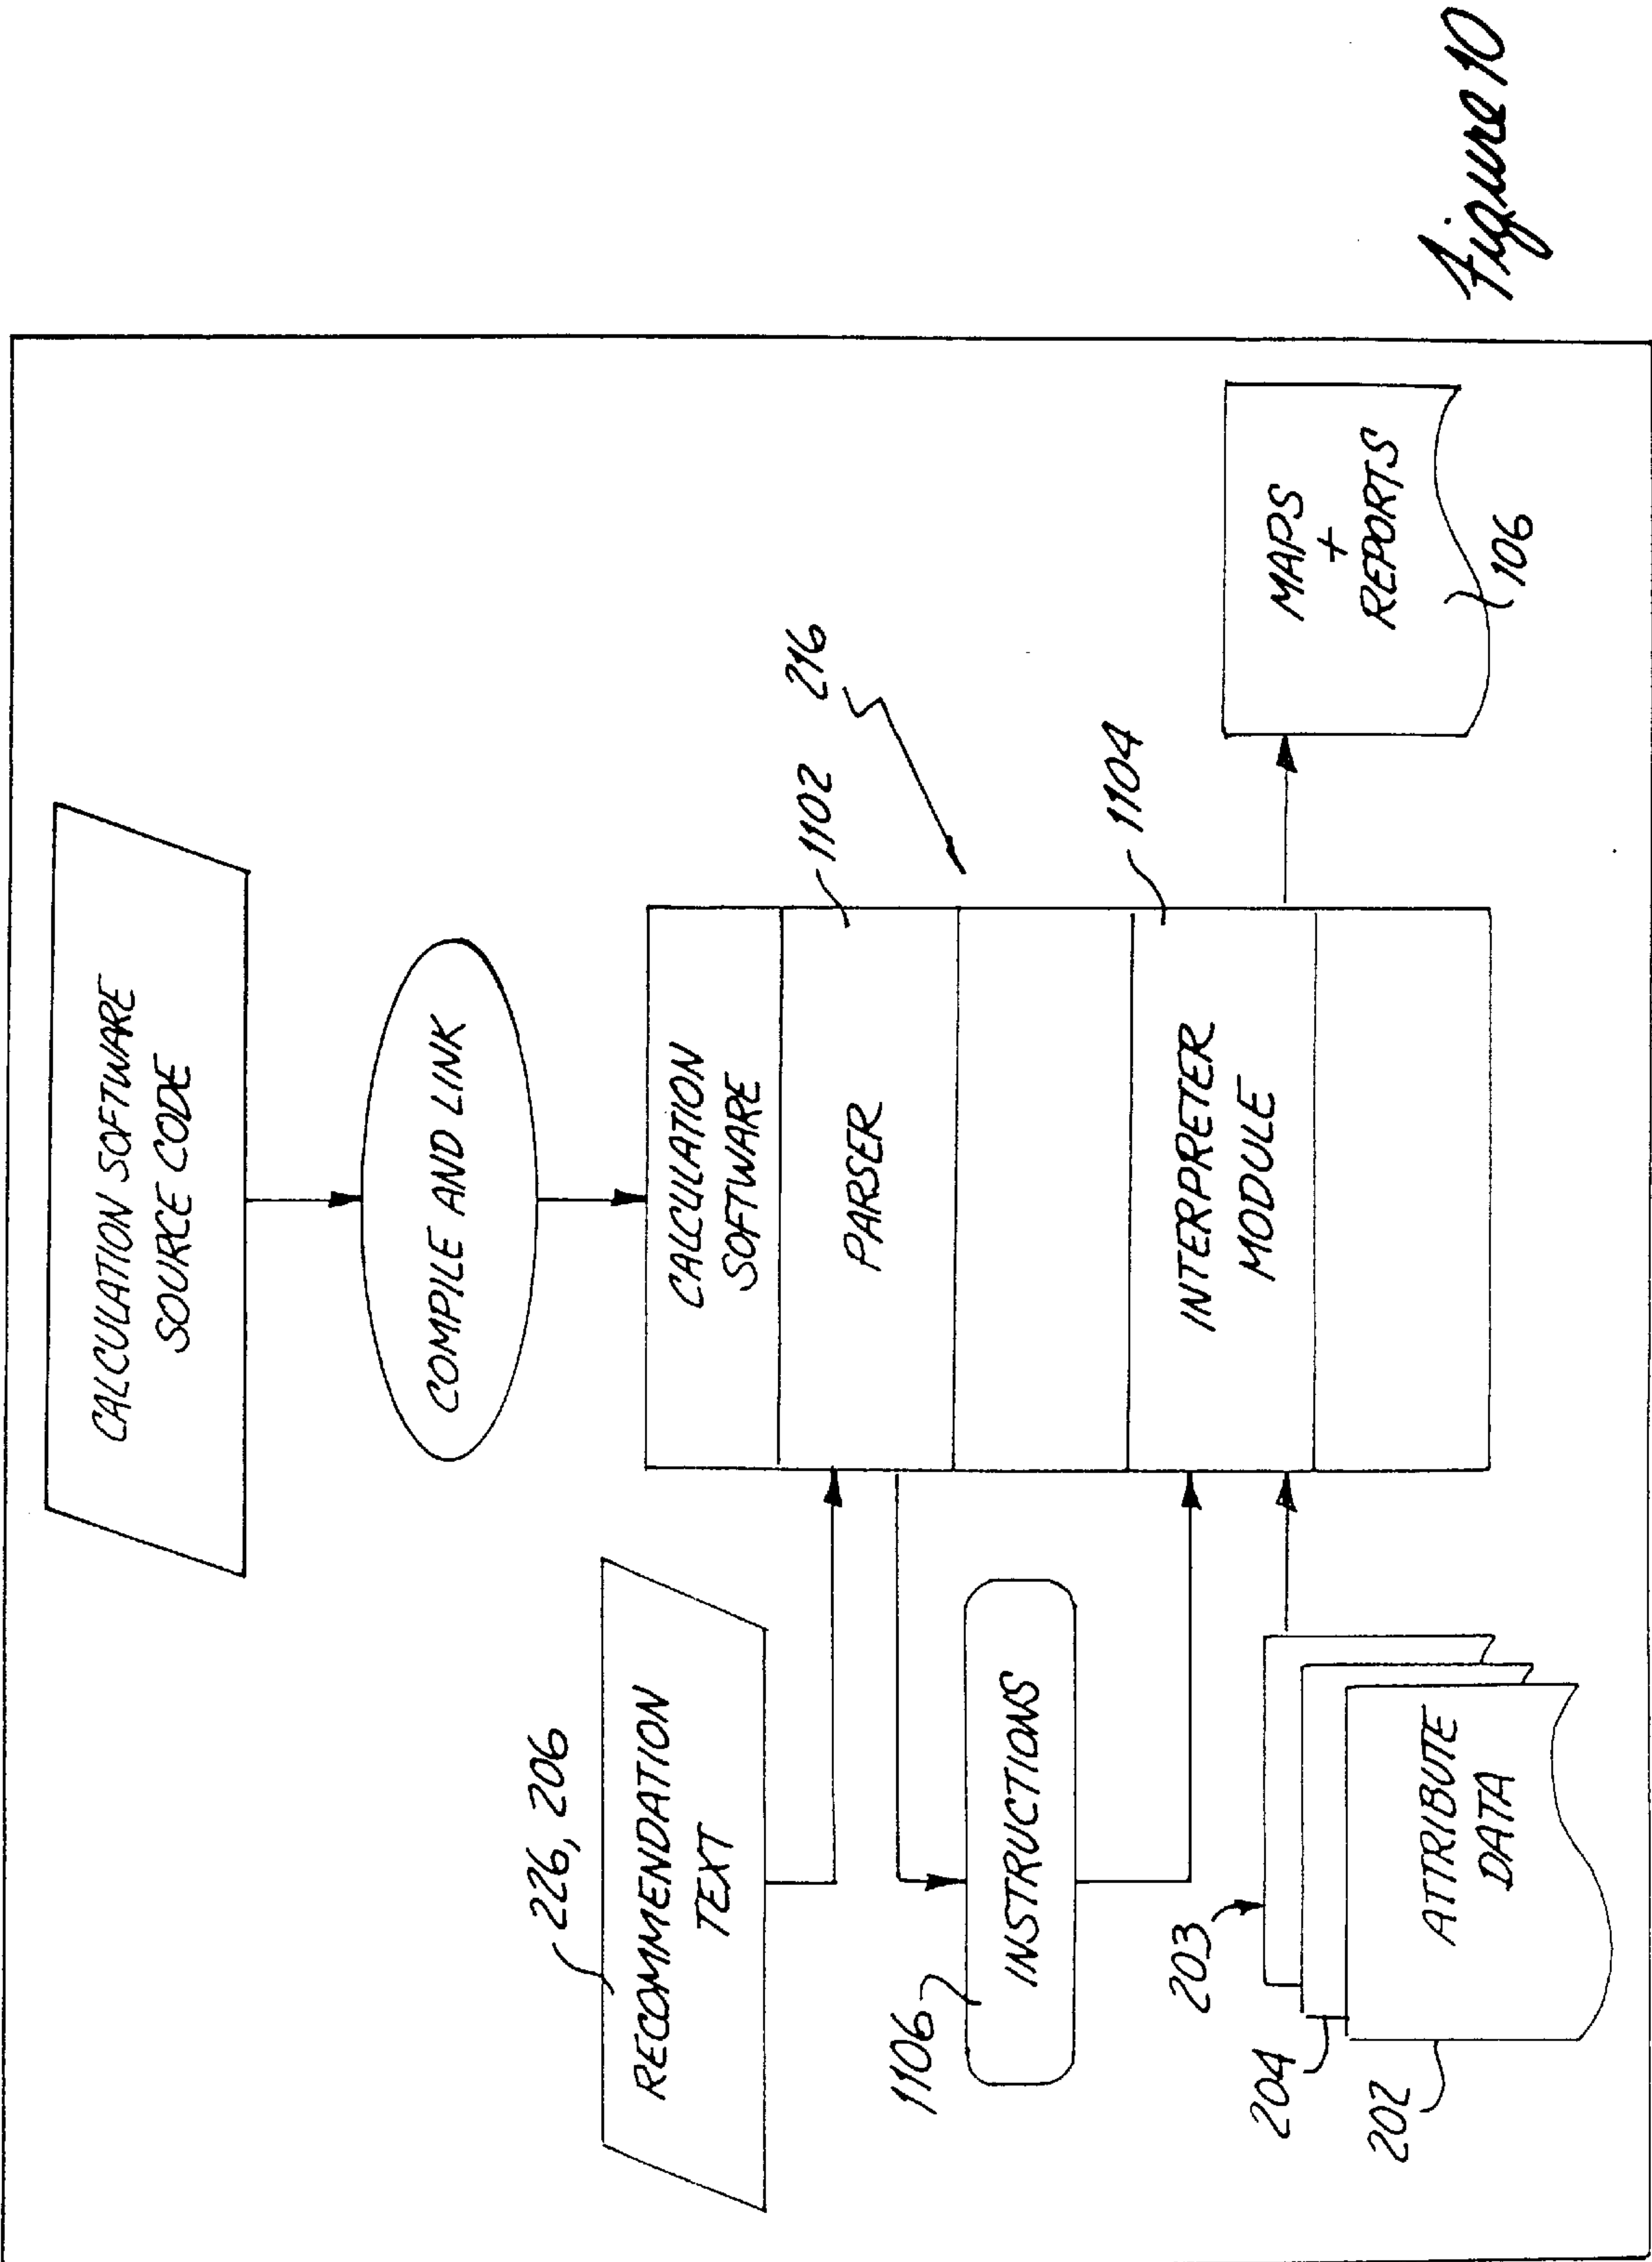 CALCULATION SOFTWARE
SOURCE CODE
COMPILE AND LINK
226, 206
RECOMMENDATION
TEXT
CALCULATION
SOFTWARE
1102
216
PARSER
1106
INSTRUCTIONS
1104
INTERPRETER
MODULE
203
204
202
ATTRIBUTE
DATA
MAPS
+
REPORTS
106
Figure 10